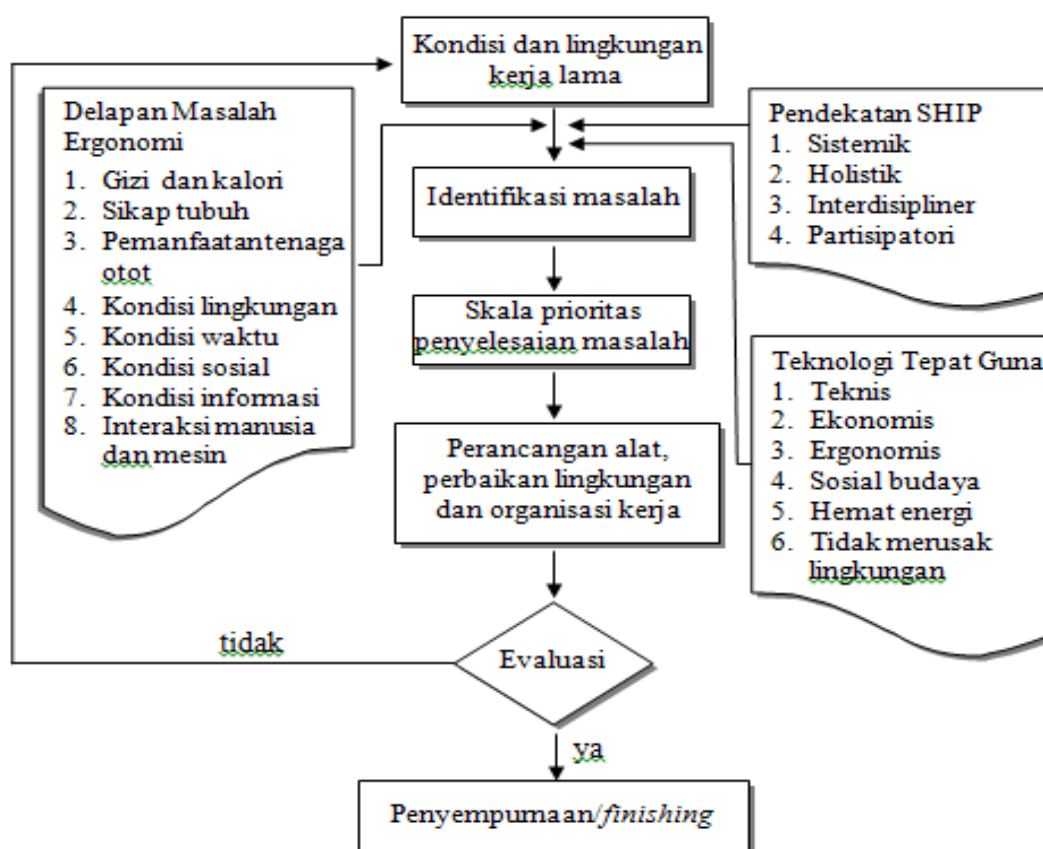 Kondisi dan lingkungan
kerja lama
Delapan Masalah
Ergonomi
1. Gizi dan kalori
2. Sikap tubuh
3. Pemanfaatantenaga
otot
4. Kondisi lingkungan
5. Kondisi waktu
6. Kondisi sosial
7. Kondisi informasi
8. Interaksi manusia
dan mesin
Pendekatan SHIP
1. Sistemik
2. Holistik
3. Interdisipliner
4. Partisipatori
Identifikasi masalah
Skala prioritas
penyelesaian masalah
Teknologi Tepat Guna
1. Teknis
2. Ekonomis
3. Ergonomis
4. Sosial budaya
5. Hemat energi
6. Tidak merusak
lingkungan
Perancangan alat,
perbaikan lingkungan
dan organisasi kerja
tidak
Evaluasi
ya
Penyempurnaan/finishing